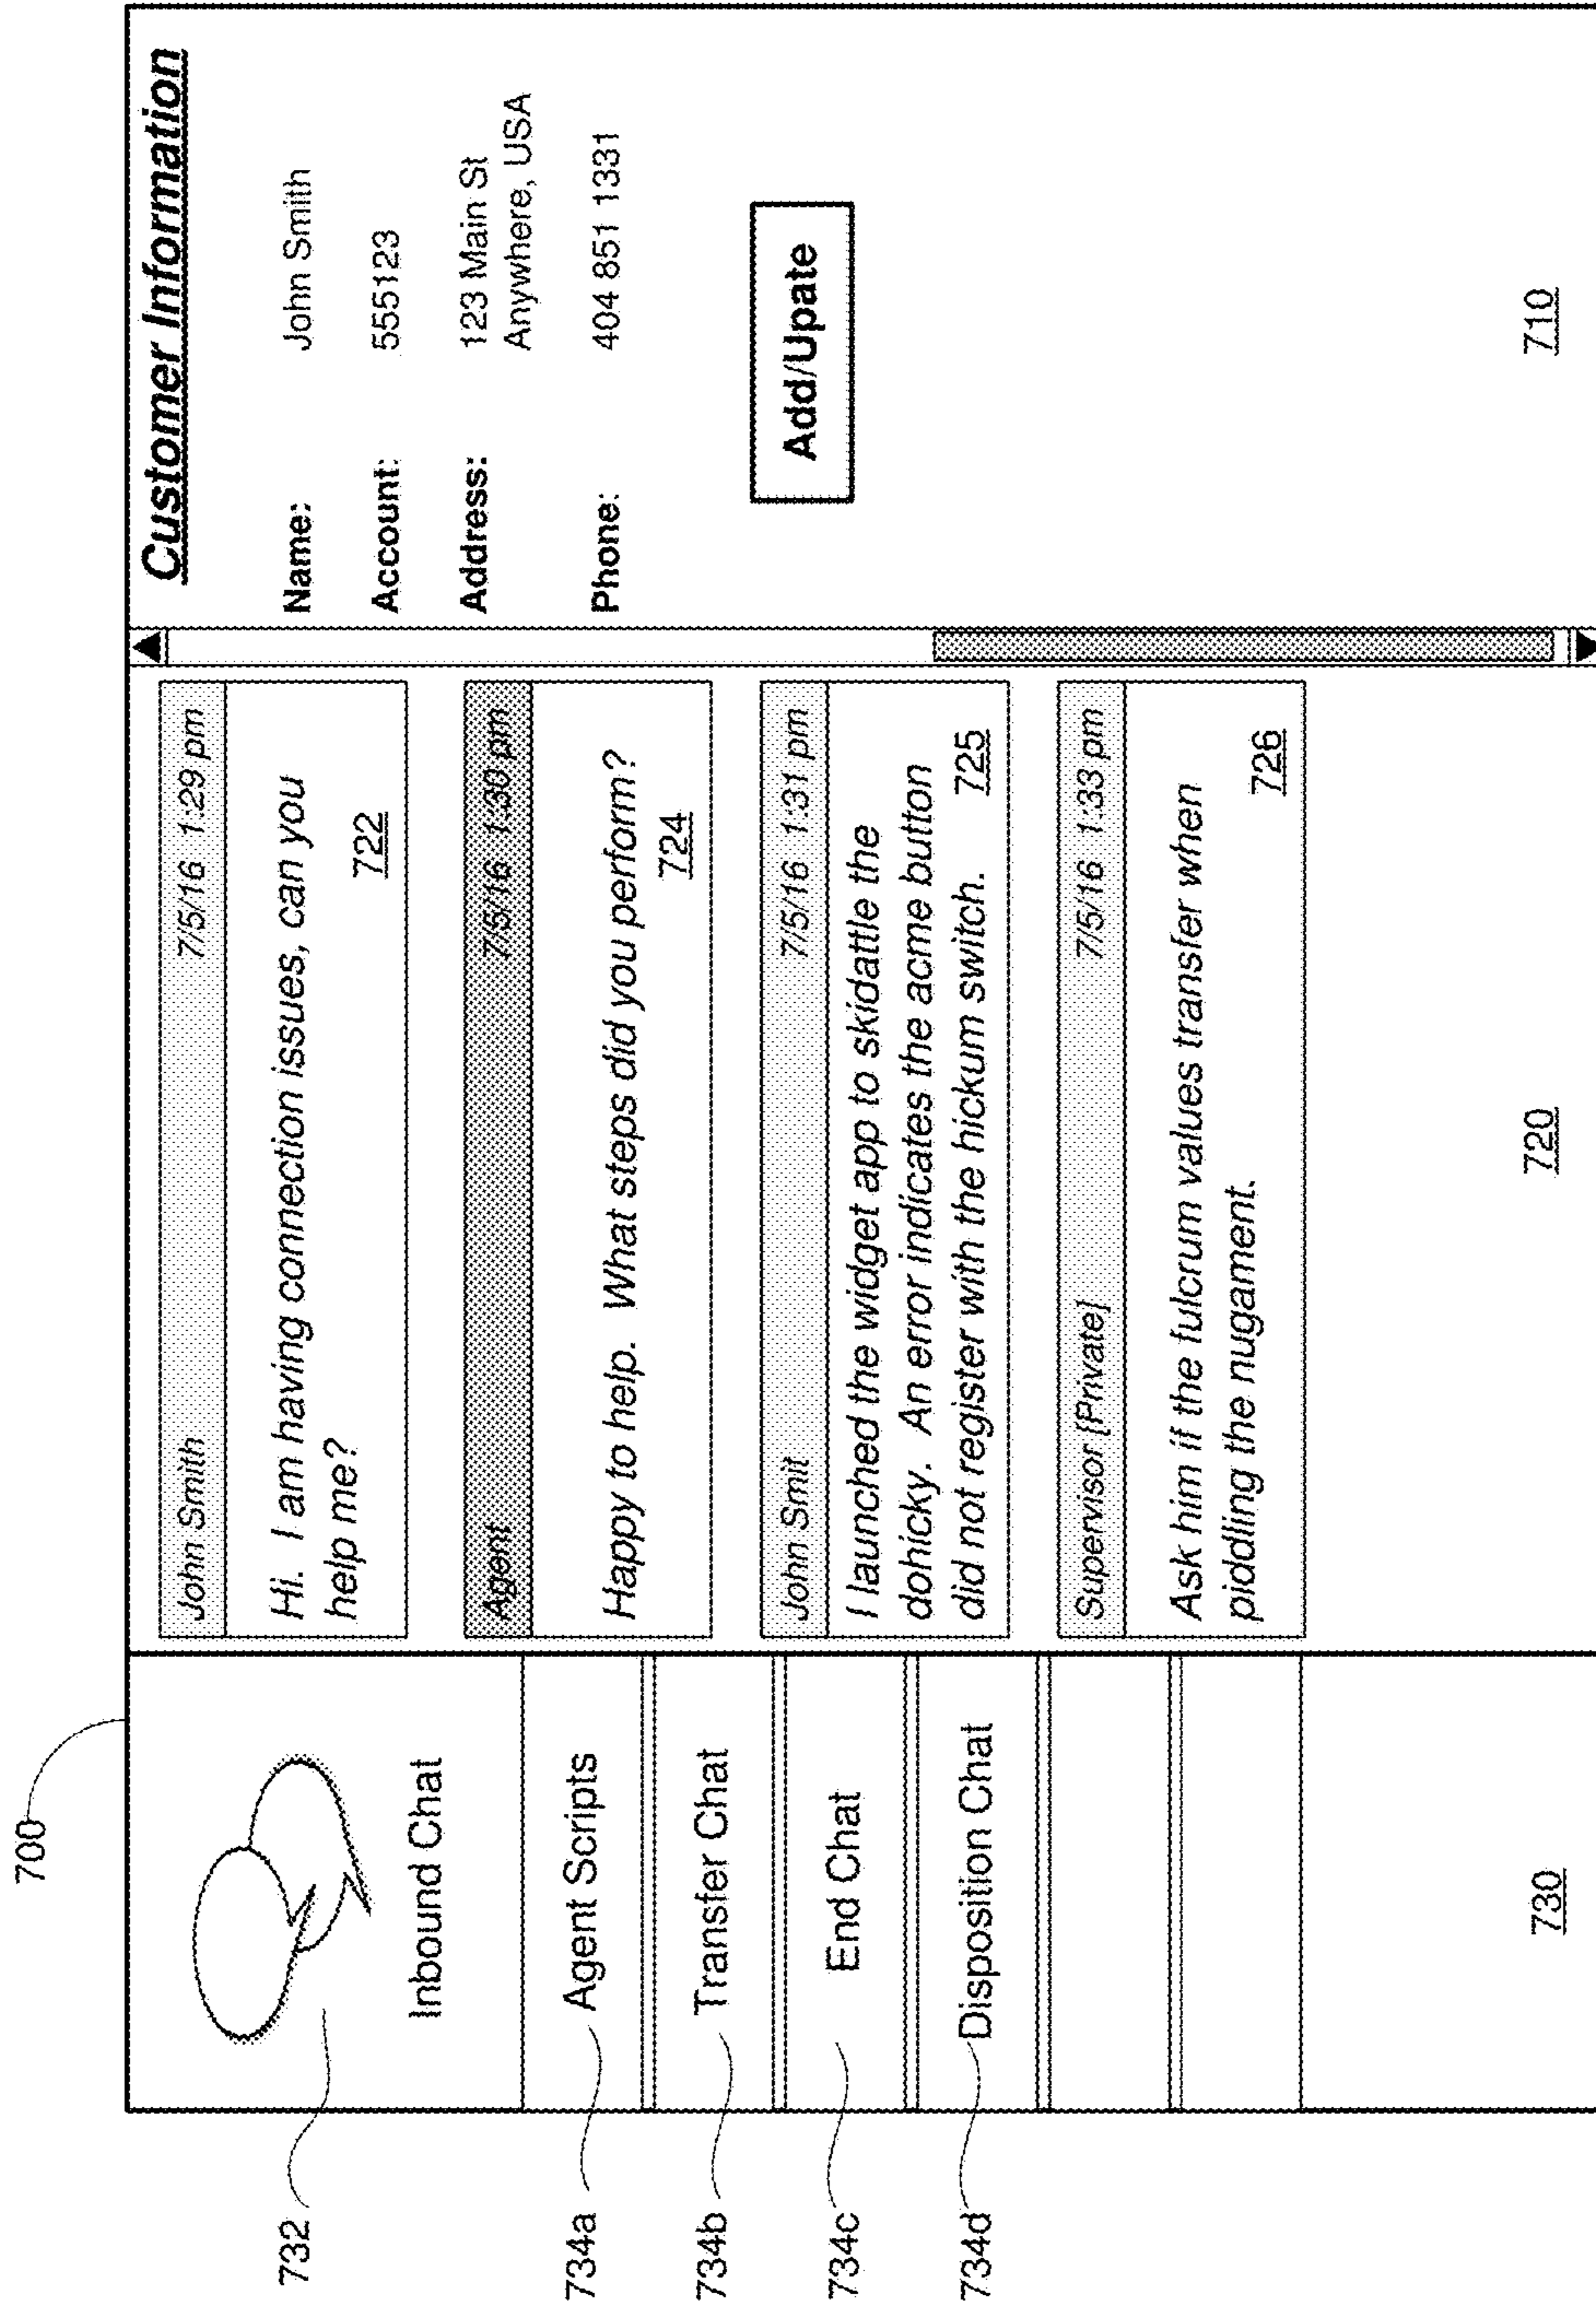 700
732
Inbound Chat
734a
Agent Scripts
734b
Transfer Chat
734c
End Chat
734d
Disposition Chat
730
John Smith 7/5/16 1:29 pm
Hi. I am having connection issues, can you
help me?
722
Agent 7/5/16 1:30 pm
Happy to help. What steps did you perform?
724
John Smit 7/5/16 1:31 pm
I launched the widget app to skidattle the
dohicky. An error indicates the acme button
did not register with the hickum switch. 725
Supervisor [Private] 7/5/16 1:33 pm
Ask him if the fulcrum values transfer when
piddling the nugament.
726
720
Customer Information
Name: John Smith
Account: 555123
Address: 123 Main St
Anywhere, USA
Phone: 404 851 1331
Add/Upate
710